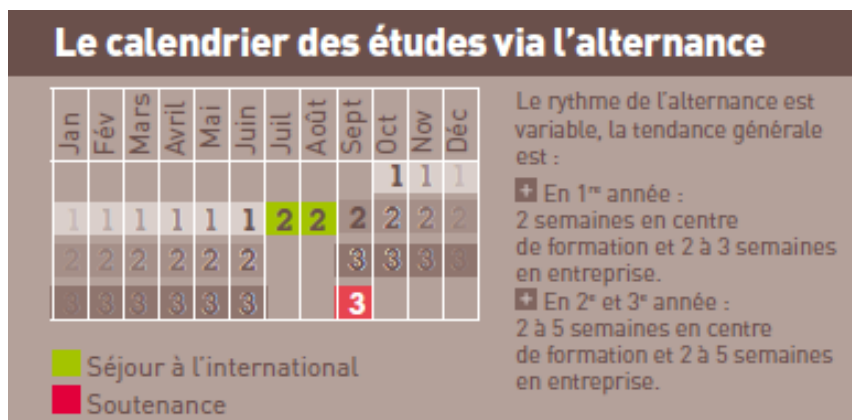 Le calendrier des études via l'alternance
Jan Fév Mars Avril Mai Juin Juil Août Sept Oct Nov Déc
1 1 1
1 1 1 1 1 1 2 2 2 2 2 2
2 2 2 2 2 2 3 3 3 3
3 3 3 3 3 3 3
Séjour à l'international
Soutenance
Le rythme de l'alternance est
variable, la tendance générale
est :
+ En 1re année :
2 semaines en centre
de formation et 2 à 3 semaines
en entreprise.
+ En 2e et 3e année :
2 à 5 semaines en centre
de formation et 2 à 5 semaines
en entreprise.